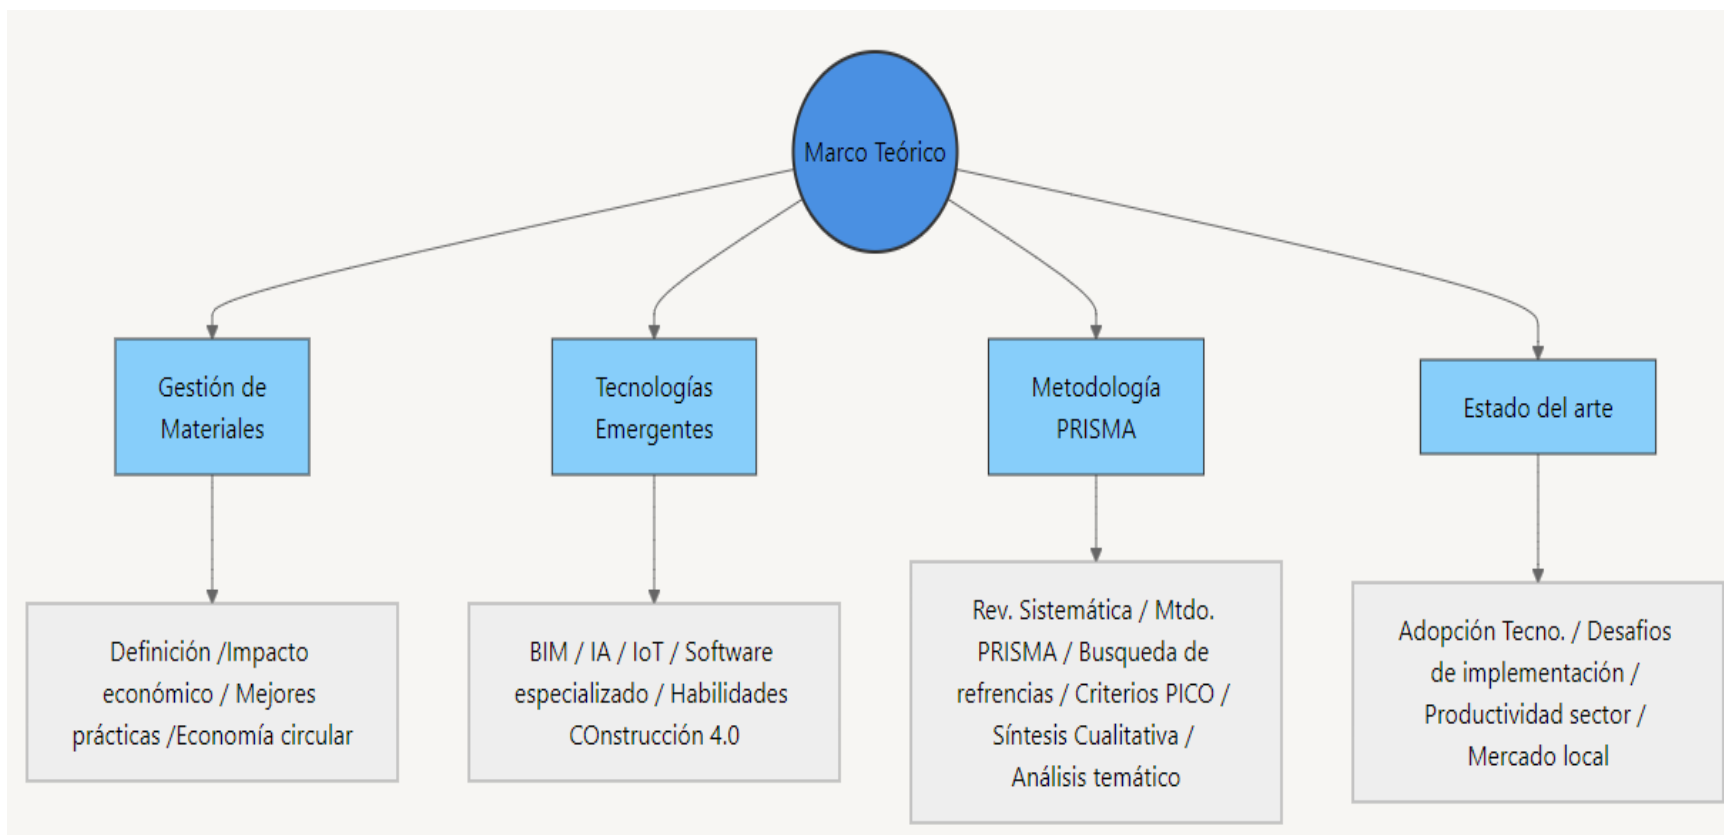 Marco Teórico
Gestión de
Materiales
Tecnologías
Emergentes
Metodología
PRISMA
Estado del arte
Definición /Impacto
económico / Mejores
prácticas /Economía circular
BIM / IA / IoT / Software
especializado / Habilidades
COnstrucción 4.0
Rev. Sistemática / Mtdo.
PRISMA / Busqueda de
refrencias / Criterios PICO /
Síntesis Cualitativa /
Análisis temático
Adopción Tecno. / Desafios
de implementación /
Productividad sector /
Mercado local